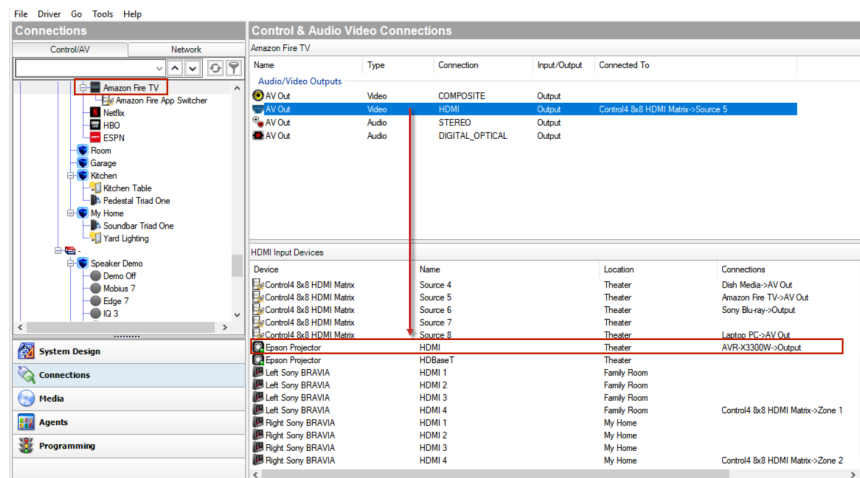 File Driver Go Tools Help
Connections
Control/AV Network
Amazon Fire TV
Amazon Fire App Switcher
Netflix
HBO
ESPN
Room
Garage
Kitchen
Kitchen Table
Pedestal Triad One
My Home
Soundbar Triad One
Yard Lighting
-
Speaker Demo
Demo Off
Mobius 7
Edge 7
IQ 3
System Design
Connections
Media
Agents
Programming
Control & Audio Video Connections
Amazon Fire TV
Name Type Connection Input/Output Connected To
Audio/Video Outputs
AV Out Video COMPOSITE Output
AV Out Video HDMI Output Control4 8x8 HDMI Matrix->Source 5
AV Out Audio STEREO Output
AV Out Audio DIGITAL_OPTICAL Output
HDMI Input Devices
Device Name Location Connections
Control4 8x8 HDMI Matrix Source 4 Theater Dish Media->AV Out
Control4 8x8 HDMI Matrix Source 5 Theater Amazon Fire TV->AV Out
Control4 8x8 HDMI Matrix Source 6 Theater Sony Blu-ray->Output
Control4 8x8 HDMI Matrix Source 7 Theater
Control4 8x8 HDMI Matrix Source 8 Theater Laptop PC->AV Out
Epson Projector HDMI Theater AVR-X3300W->Output
Epson Projector HDBaseT Theater
Left Sony BRAVIA HDMI 1 Family Room
Left Sony BRAVIA HDMI 2 Family Room
Left Sony BRAVIA HDMI 3 Family Room
Left Sony BRAVIA HDMI 4 Family Room Control4 8x8 HDMI Matrix->Zone 1
Right Sony BRAVIA HDMI 1 My Home
Right Sony BRAVIA HDMI 2 My Home
Right Sony BRAVIA HDMI 3 My Home
Right Sony BRAVIA HDMI 4 My Home Control4 8x8 HDMI Matrix->Zone 2